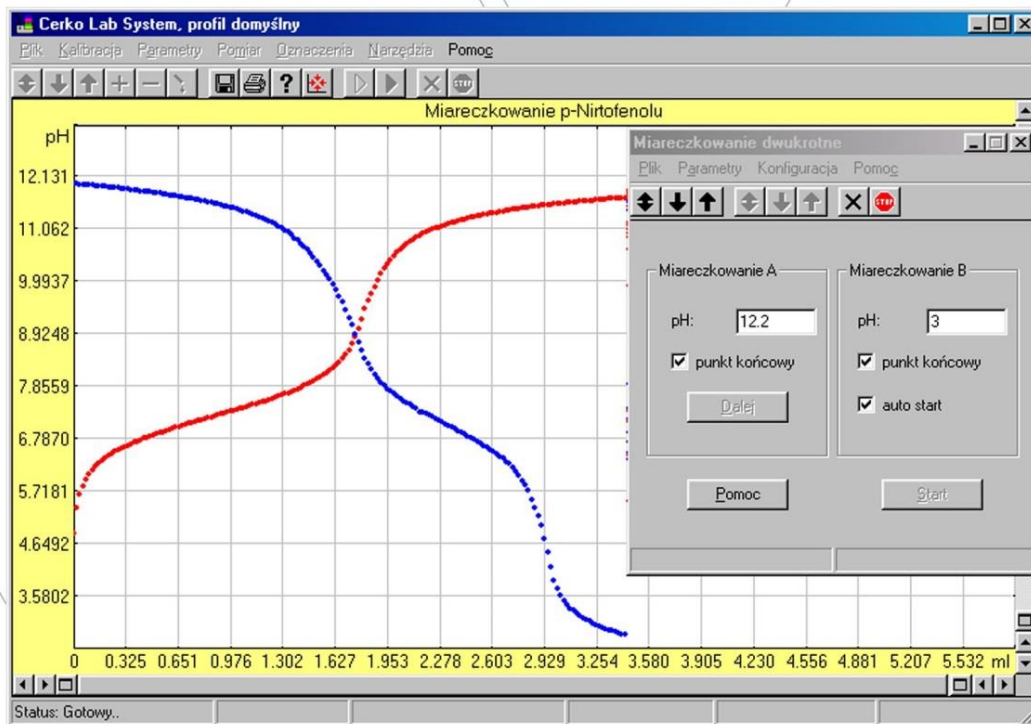 Cerko Lab System, profil domyślny
Plik Kalibracja Parametry Pomiar Oznaczenia Narzędzia Pomoc
STOP
Miareczkowanie p-Nirtofenolu
pH
12.131
11.062
9.9937
8.9248
7.8559
6.7870
5.7181
4.6492
3.5802
0 0.325 0.651 0.976 1.302 1.627 1.953 2.278 2.603 2.929 3.254 3.580 3.905 4.230 4.556 4.881 5.207 5.532 ml
Status: Gotowy..
Miareczkowanie dwukrotne
Plik Parametry Konfiguracja Pomoc
STOP
Miareczkowanie A
pH: 12.2
punkt końcowy
Dalej
Miareczkowanie B
pH: 3
punkt końcowy
auto start
Pomoc
Start